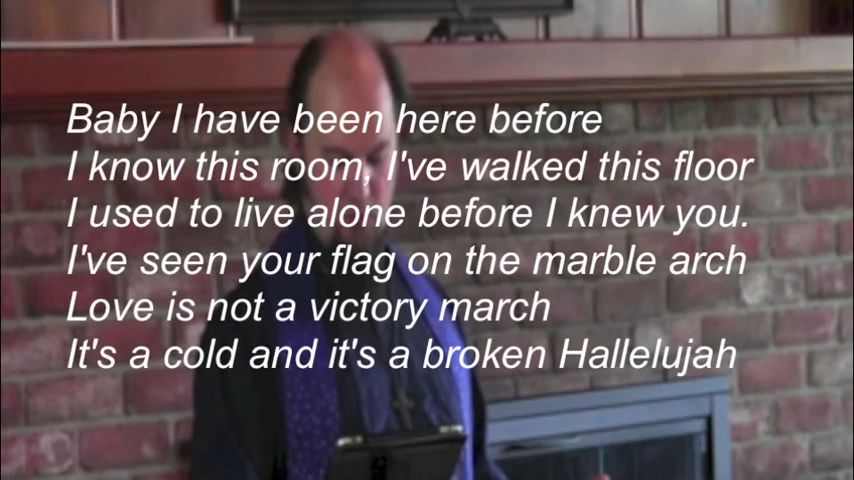 Baby I have been here before
I know this room, I've walked this floor
I used to live alone before I knew you.
I've seen your flag on the marble arch
Love is not a victory march
It's a cold and it's a broken Hallelujah